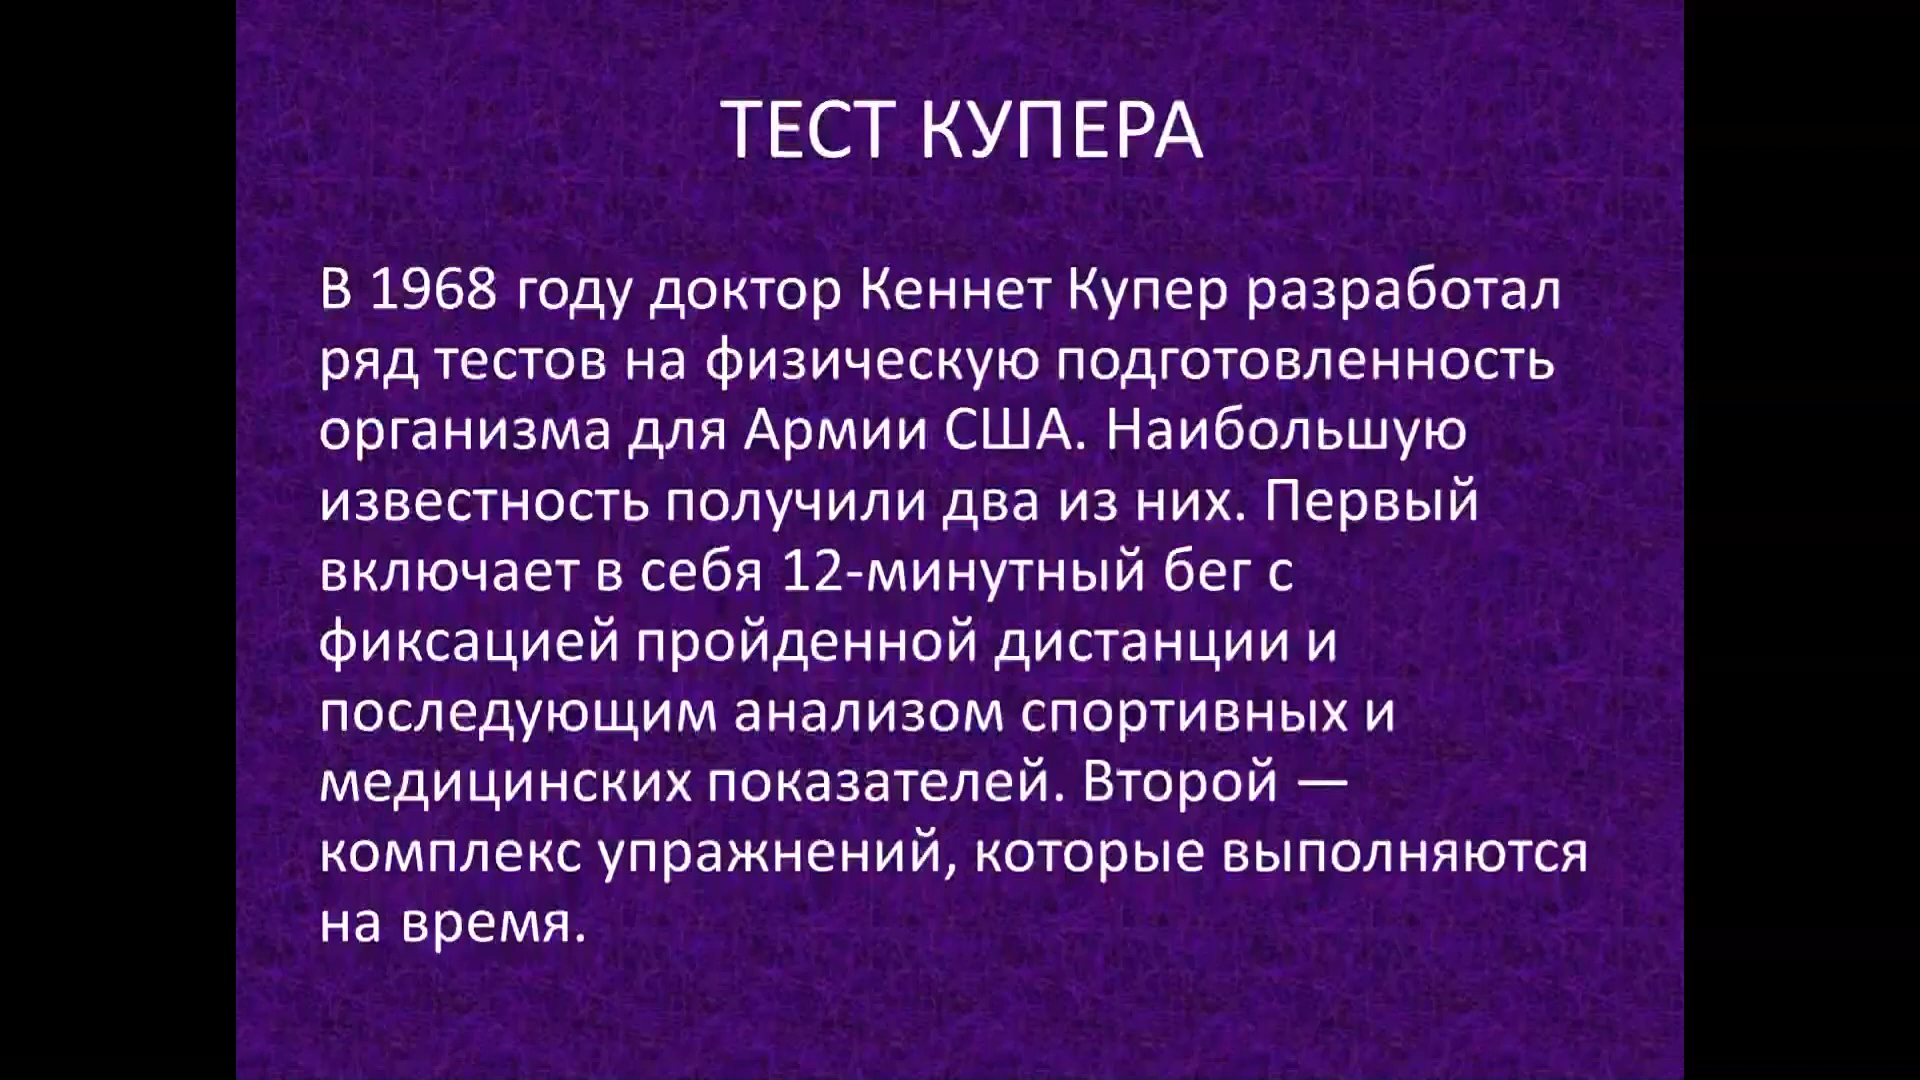 ТЕСТ КУПЕРА
В 1968 году доктор Кеннет Купер разработал
ряд тестов на физическую подготовленность
организма для Армии США. Наибольшую
известность получили два из них. Первый
включает в себя 12-минутный бег с
фиксацией пройденной дистанции и
последующим анализом спортивных и
медицинских показателей. Второй —
комплекс упражнений, которые выполняются
на время.